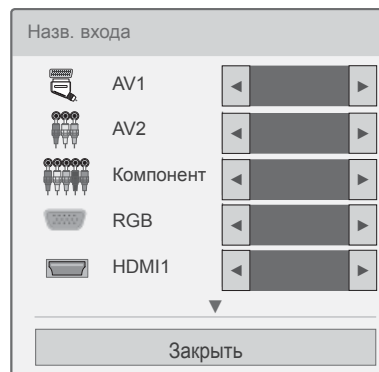 Назв. входа
AV1
AV2
Компонент
RGB
HDMI1
Закрыть